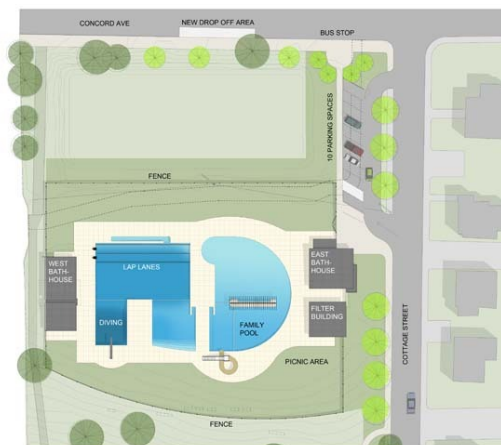 CONCORD AVE
NEW DROP OFF AREA
BUS STOP
10 PARKING SPACES
FENCE
WEST
BATH-
HOUSE
LAP LANES
EAST
BATH-
HOUSE
DIVING
FAMILY
POOL
FILTER
BUILDING
PICNIC AREA
COTTAGE STREET
FENCE